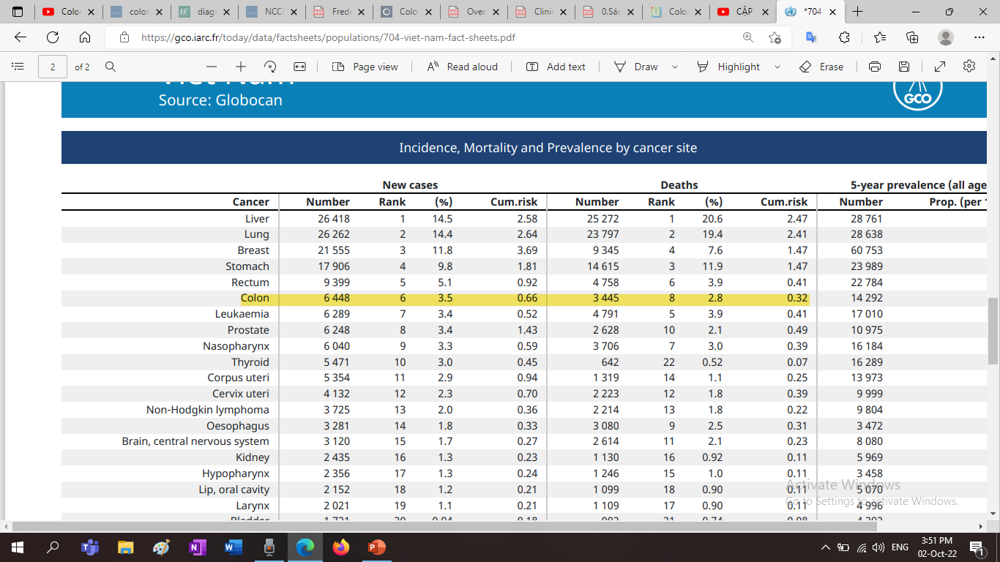 Color
color
diag
NCC
Fred
Colo
Over
Clini
0.Sác
Colo
CẬP
*704
https://gco.iarc.fr/today/data/factsheets/populations/704-viet-nam-fact-sheets.pdf
2 of 2 Page view Read aloud Add text Draw Highlight Erase
Viet Nam
Source: Globocan
GCO
Incidence, Mortality and Prevalence by cancer site
New cases Deaths 5-year prevalence (all age
Cancer Number Rank (%) Cum.risk Number Rank (%) Cum.risk Number Prop. (per
Liver 26 418 1 14.5 2.58 25 272 1 20.6 2.47 28 761
Lung 26 262 2 14.4 2.64 23 797 2 19.4 2.41 28 638
Breast 21 555 3 11.8 3.69 9 345 4 7.6 1.47 60 753
Stomach 17 906 4 9.8 1.81 14 615 3 11.9 1.47 23 989
Rectum 9 399 5 5.1 0.92 4 758 6 3.9 0.41 22 784
Colon 6 448 6 3.5 0.66 3 445 8 2.8 0.32 14 292
Leukaemia 6 289 7 3.4 0.52 4 791 5 3.9 0.41 17 010
Prostate 6 248 8 3.4 1.43 2 628 10 2.1 0.49 10 975
Nasopharynx 6 040 9 3.3 0.59 3 706 7 3.0 0.39 16 184
Thyroid 5 471 10 3.0 0.45 642 22 0.52 0.07 16 289
Corpus uteri 5 354 11 2.9 0.94 1 319 14 1.1 0.25 13 973
Cervix uteri 4 132 12 2.3 0.70 2 223 12 1.8 0.39 9 999
Non-Hodgkin lymphoma 3 725 13 2.0 0.36 2 214 13 1.8 0.22 9 804
Oesophagus 3 281 14 1.8 0.33 3 080 9 2.5 0.31 3 472
Brain, central nervous system 3 120 15 1.7 0.27 2 614 11 2.1 0.23 8 080
Kidney 2 435 16 1.3 0.23 1 130 16 0.92 0.11 5 969
Hypopharynx 2 356 17 1.3 0.24 1 246 15 1.0 0.11 3 458
Lip, oral cavity 2 152 18 1.2 0.21 1 099 18 0.90 0.11 5 070
Larynx 2 021 19 1.1 0.21 1 109 17 0.90 0.11 4 996
Activate Windows
Go to Settings to activate Windows.
ENG
3:51 PM
02-Oct-22
1